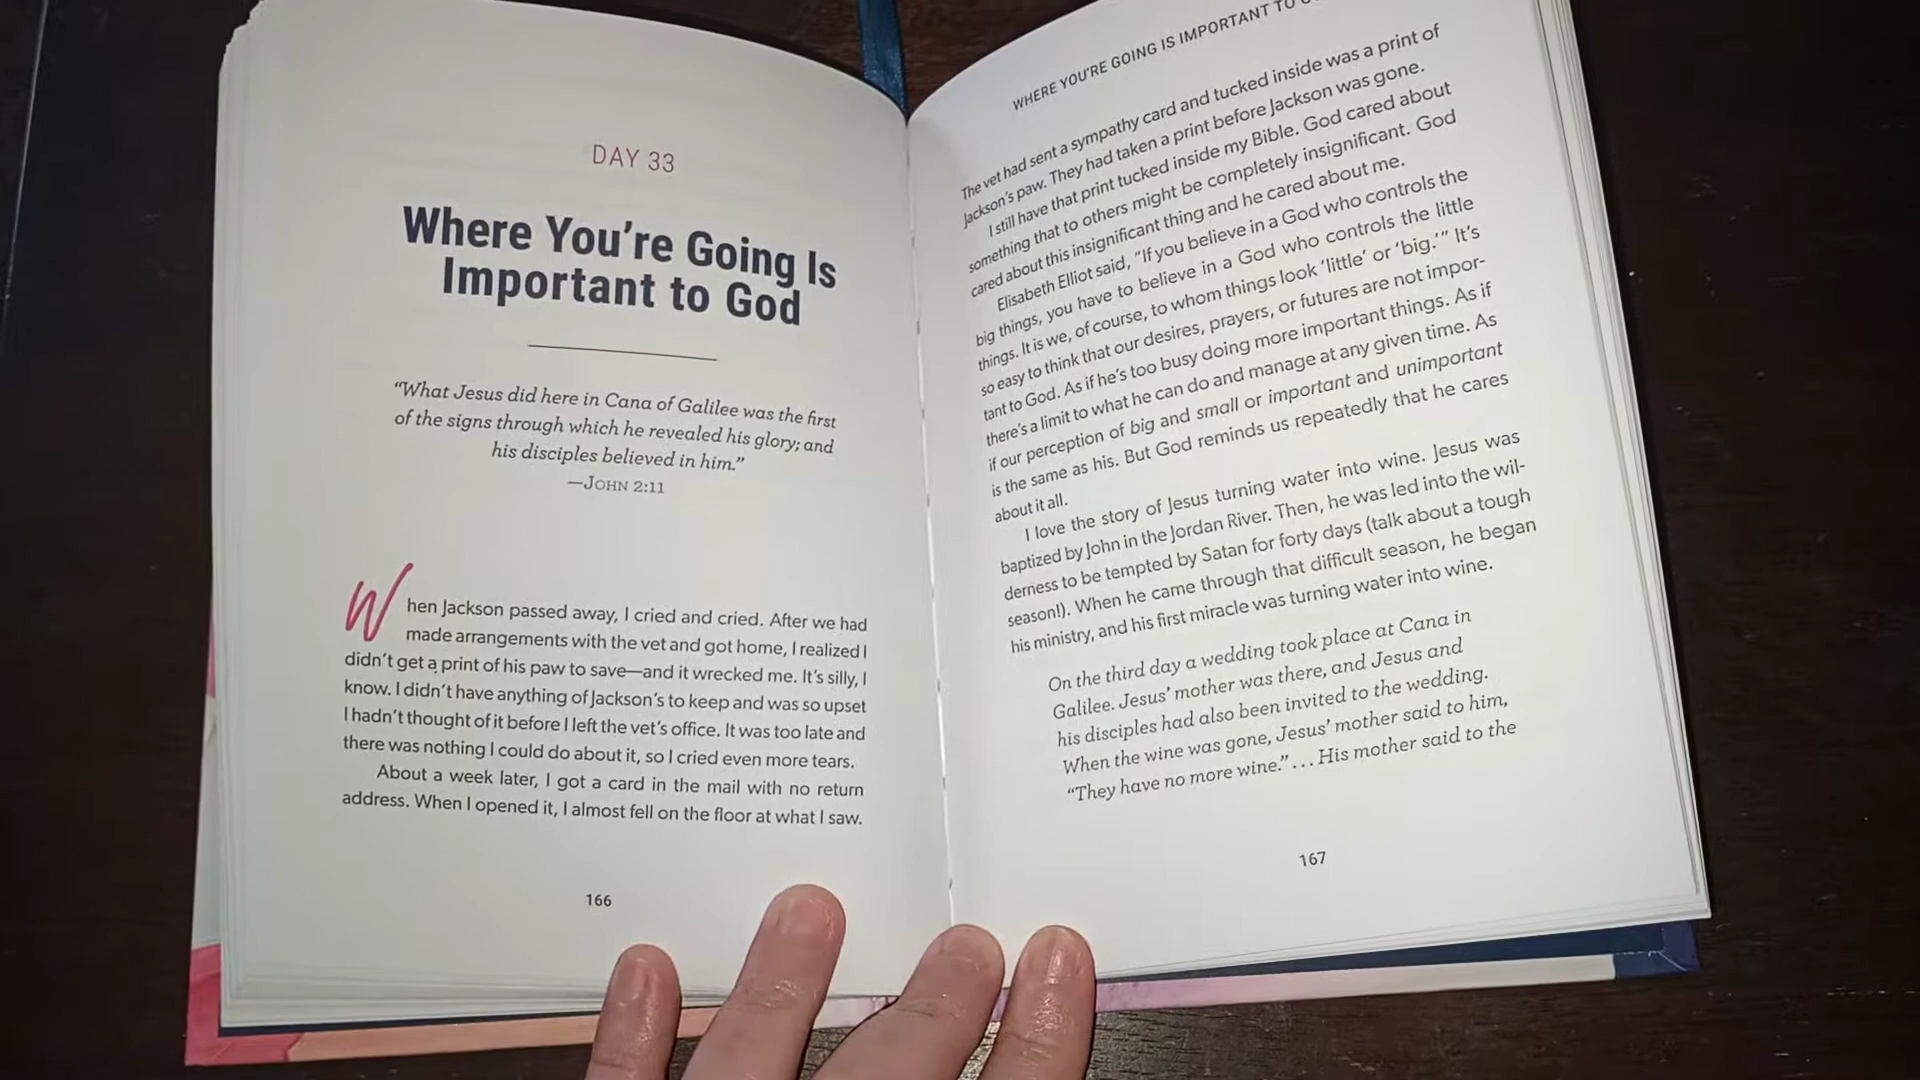 DAY 33
Where You're Going Is
Important to God
“What Jesus did here in Cana of Galilee was the first
of the signs through which he revealed his glory; and
his disciples believed in him.”
—JOHN 2:11
When Jackson passed away, I cried and cried. After we had
made arrangements with the vet and got home, I realized I
didn't get a print of his paw to save—and it wrecked me. It's silly, I
know. I didn't have anything of Jackson's to keep and was so upset
I hadn't thought of it before I left the vet's office. It was too late and
there was nothing I could do about it, so I cried even more tears.
About a week later, I got a card in the mail with no return
address. When I opened it, I almost fell on the floor at what I saw.
166
WHERE YOU'RE GOING IS IMPORTANT TO
The vet had sent a sympathy card and tucked inside was a print of
Jackson's paw. They had taken a print before Jackson was gone.
I still have that print tucked inside my Bible. God cared about
something that to others might be completely insignificant. God
cared about this insignificant thing and he cared about me.
Elisabeth Elliot said, “If you believe in a God who controls the
big things, you have to believe in a God who controls the little
things. It is we, of course, to whom things look ‘little’ or ‘big.’” It's
so easy to think that our desires, prayers, or futures are not impor-
tant to God. As if he's too busy doing more important things. As if
there's a limit to what he can do and manage at any given time. As
if our perception of big and small or important and unimportant
is the same as his. But God reminds us repeatedly that he cares
about it all.
I love the story of Jesus turning water into wine. Jesus was
baptized by John in the Jordan River. Then, he was led into the wil-
derness to be tempted by Satan for forty days (talk about a tough
season!). When he came through that difficult season, he began
his ministry, and his first miracle was turning water into wine.
On the third day a wedding took place at Cana in
Galilee. Jesus' mother was there, and Jesus and
his disciples had also been invited to the wedding.
When the wine was gone, Jesus' mother said to him,
“They have no more wine.” . . . His mother said to the
167